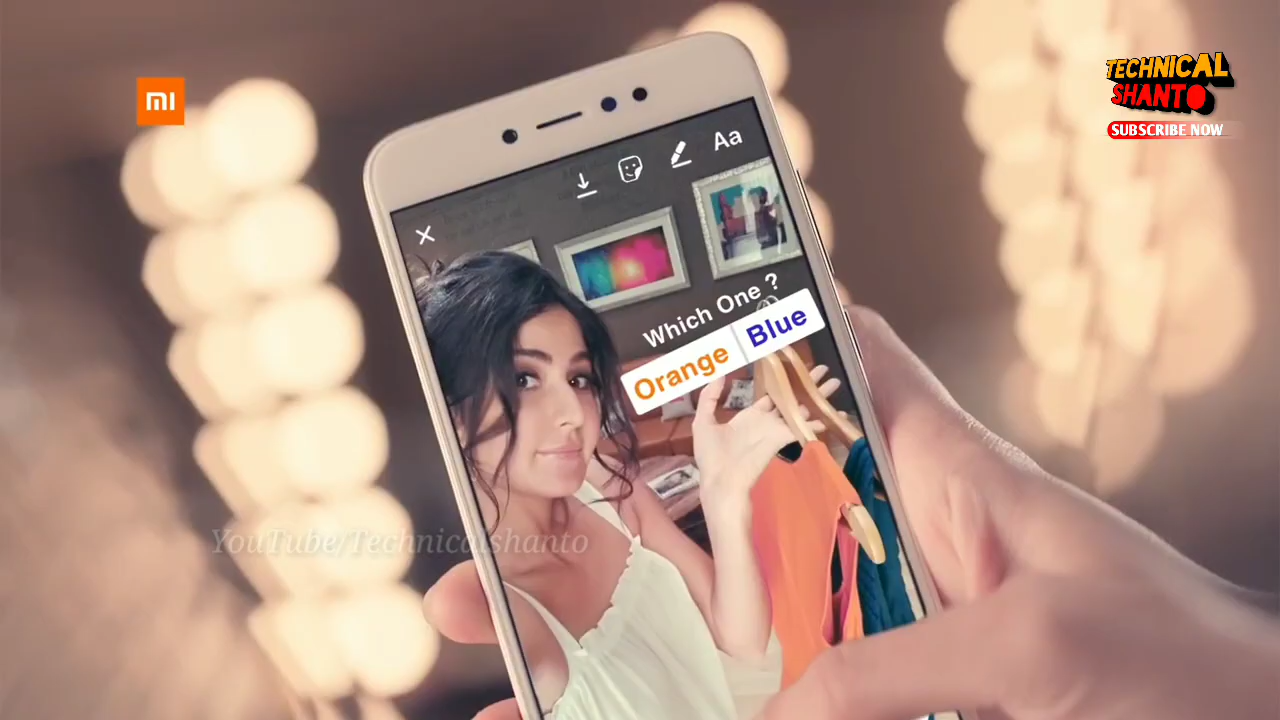 mi
TECHNICAL
SHANTO
SUBSCRIBE NOW
Aa
Which One ?
Orange Blue
YouTube/Technicalshanto